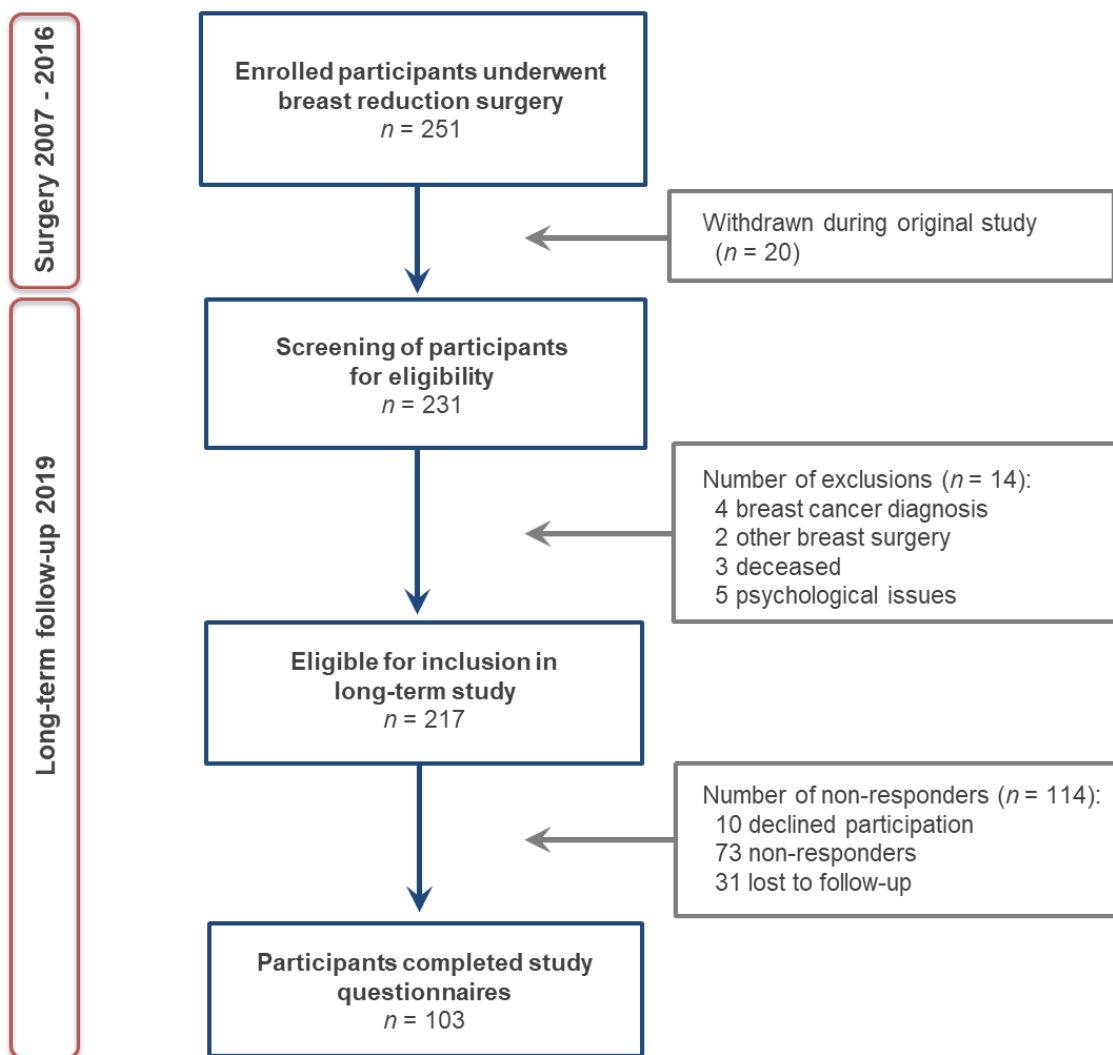 Surgery 2007 - 2016
Enrolled participants underwent
breast reduction surgery
n = 251
Withdrawn during original study
(n = 20)
Long-term follow-up 2019
Screening of participants
for eligibility
n = 231
Number of exclusions (n = 14):
4 breast cancer diagnosis
2 other breast surgery
3 deceased
5 psychological issues
Eligible for inclusion in
long-term study
n = 217
Number of non-responders (n = 114):
10 declined participation
73 non-responders
31 lost to follow-up
Participants completed study
questionnaires
n = 103